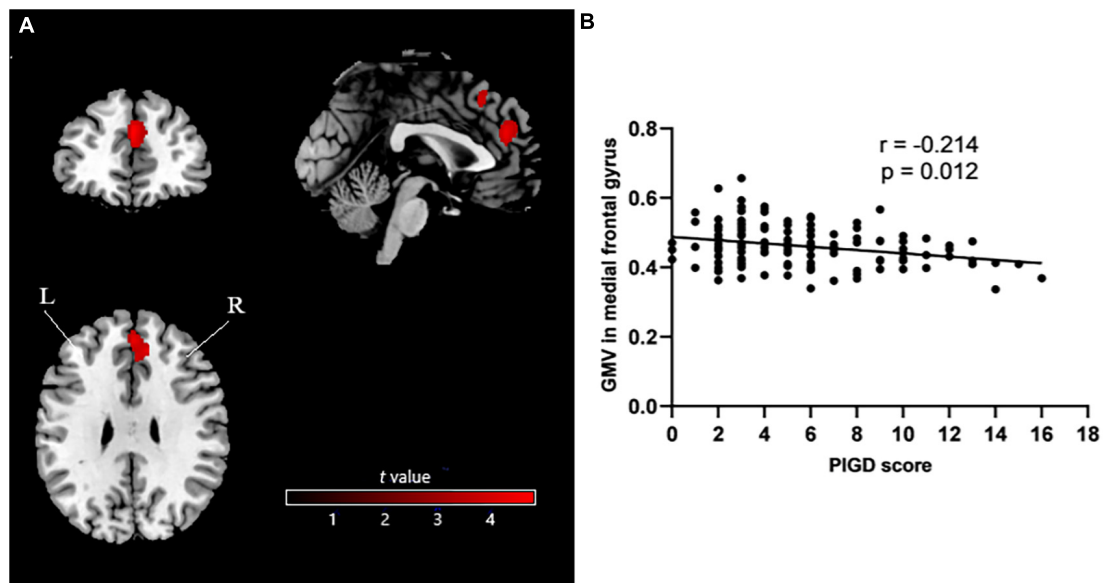 A
L
R
t value
1 2 3 4
B
r = -0.214
p = 0.012
GMV in medial frontal gyrus
0.8
0.6
0.4
0.2
0.0
0 2 4 6 8 10 12 14 16 18
PIGD score